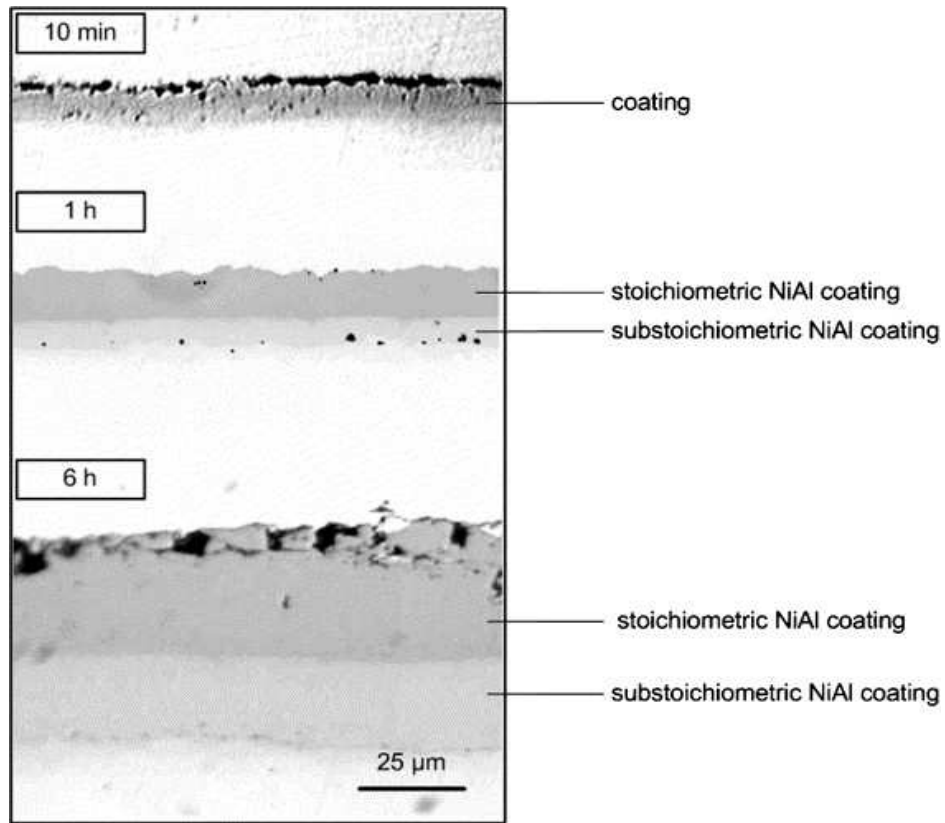 10 min
coating
1 h
stoichiometric NiAl coating
substoichiometric NiAl coating
6 h
stoichiometric NiAl coating
substoichiometric NiAl coating
25 µm